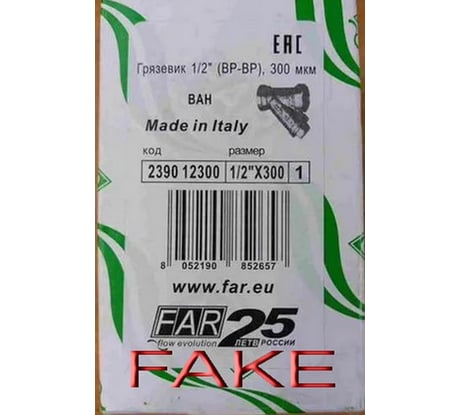 EAC
Грязевик 1/2" (ВР-ВР), 300 мкм
ВАН
Made in Italy
код размер
2390 12300 1/2"X300 1
8 052190 852657
www.far.eu
FAR 25
flow evolution ЛЕТ В РОССИИ
FAKE